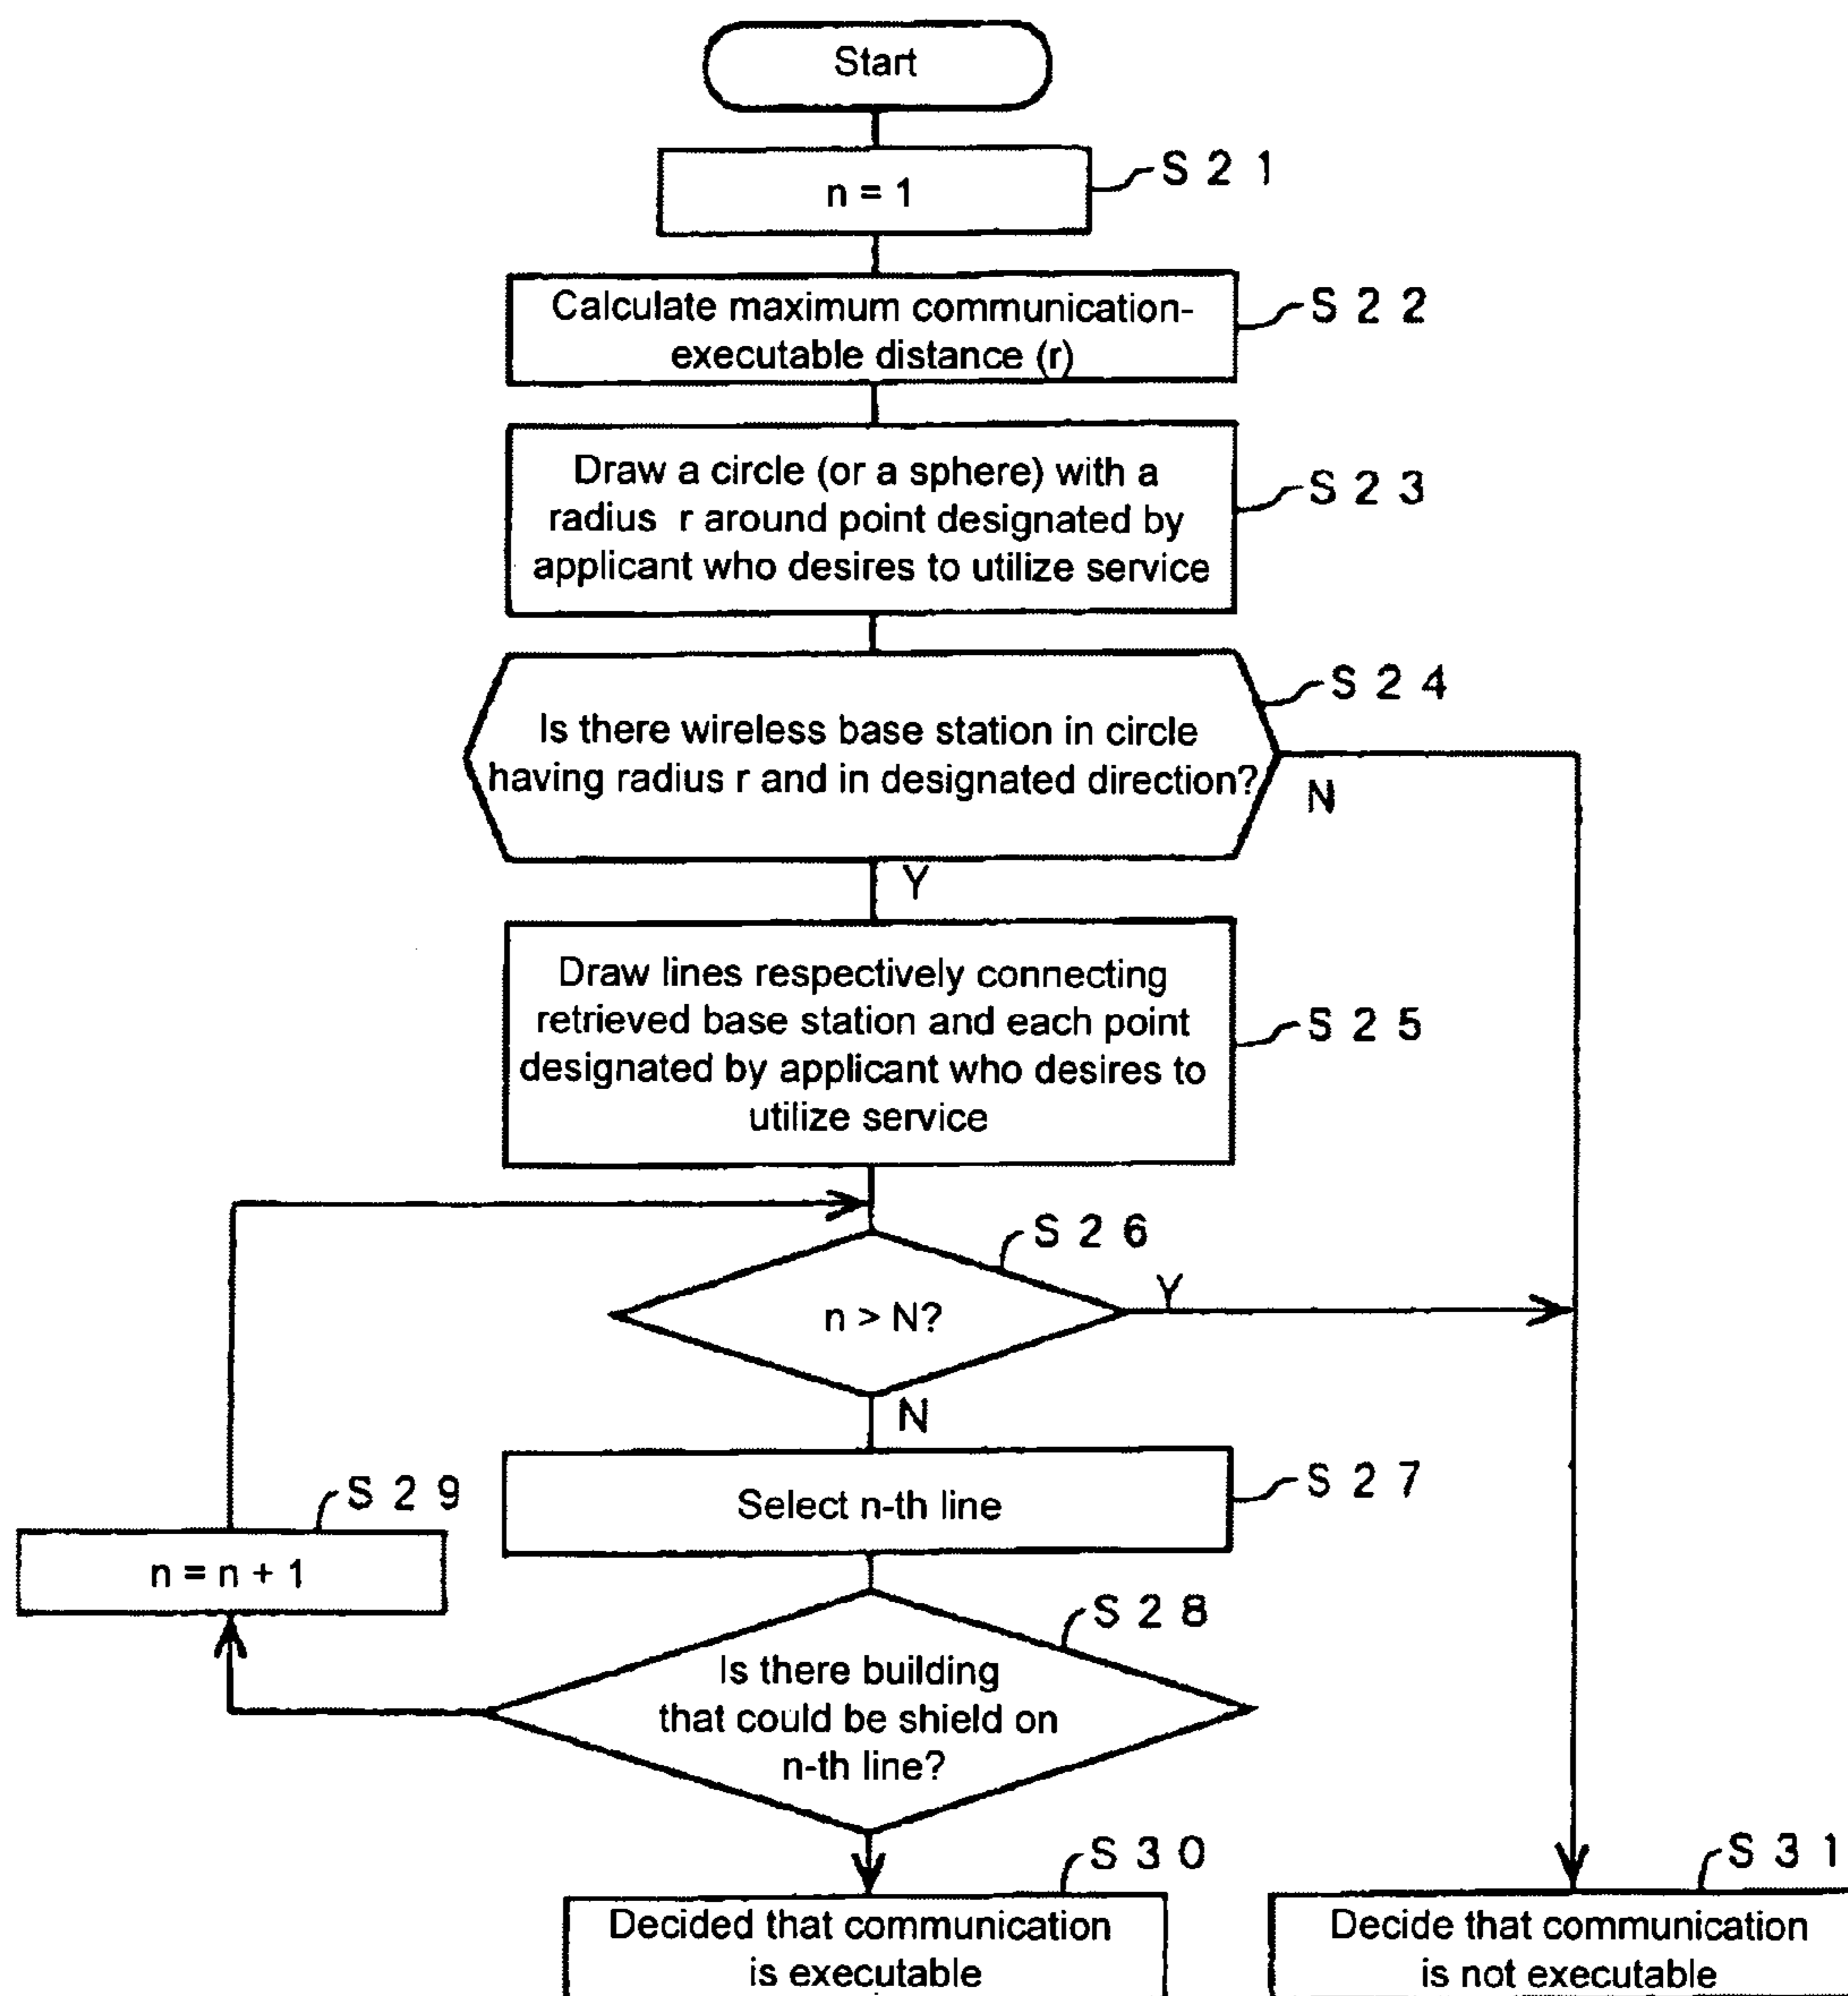 Start
n = 1
S 2 1
Calculate maximum communication-
executable distance (r)
S 2 2
Draw a circle (or a sphere) with a
radius r around point designated by
applicant who desires to utilize service
S 2 3
Is there wireless base station in circle
having radius r and in designated direction?
S 2 4
N
Y
Draw lines respectively connecting
retrieved base station and each point
designated by applicant who desires to
utilize service
S 2 5
n > N?
S 2 6
Y
N
Select n-th line
S 2 7
S 2 9
n = n + 1
Is there building
that could be shield on
n-th line?
S 2 8
Decided that communication
is executable
S 3 0
Decide that communication
is not executable
S 3 1